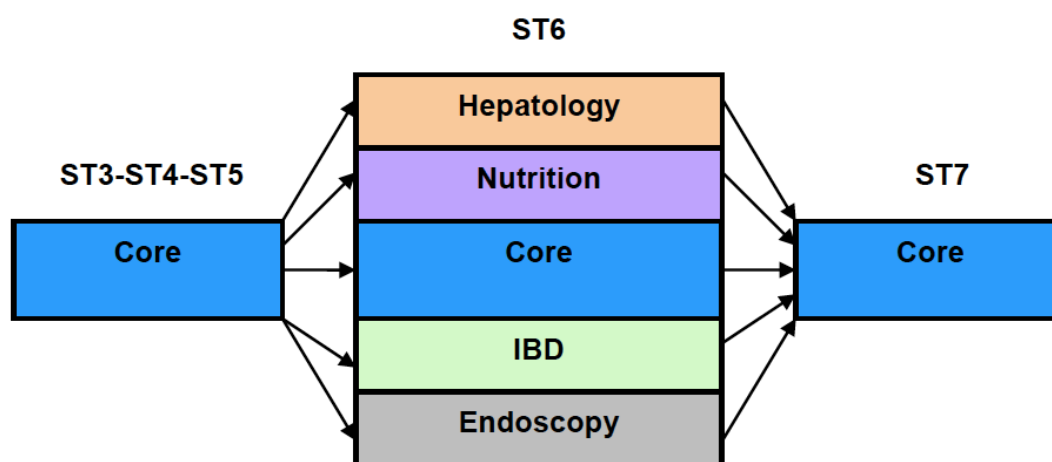 ST6
Hepatology
ST3-ST4-ST5
Nutrition
ST7
Core
Core
Core
IBD
Endoscopy